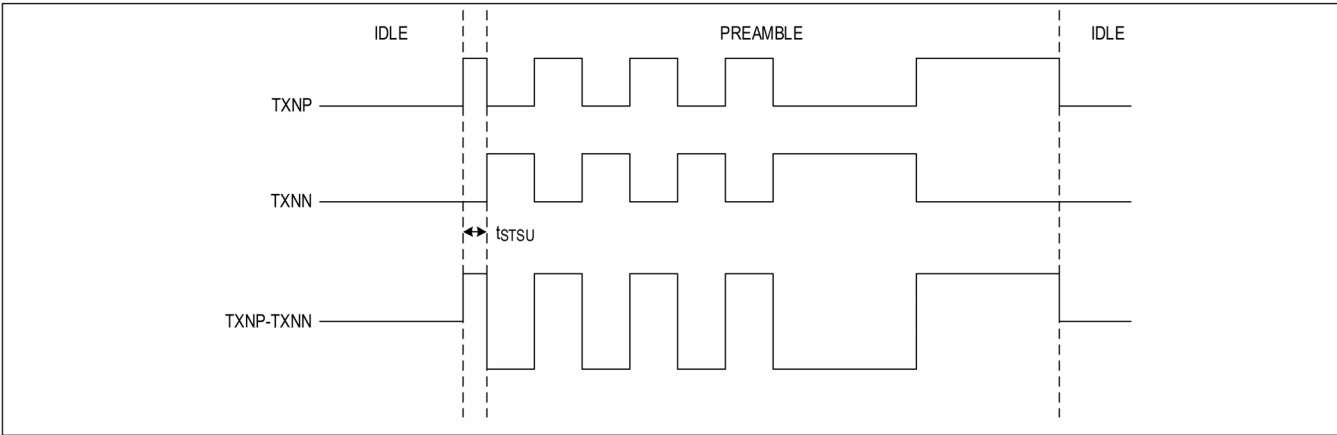 IDLE PREAMBLE IDLE
TXNP
TXNN
tSTSU
TXNP-TXNN